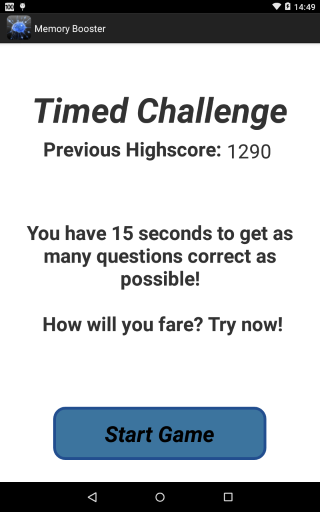 14:49
Memory Booster
Timed Challenge
Previous Highscore: 1290
You have 15 seconds to get as
many questions correct as
possible!
How will you fare? Try now!
Start Game